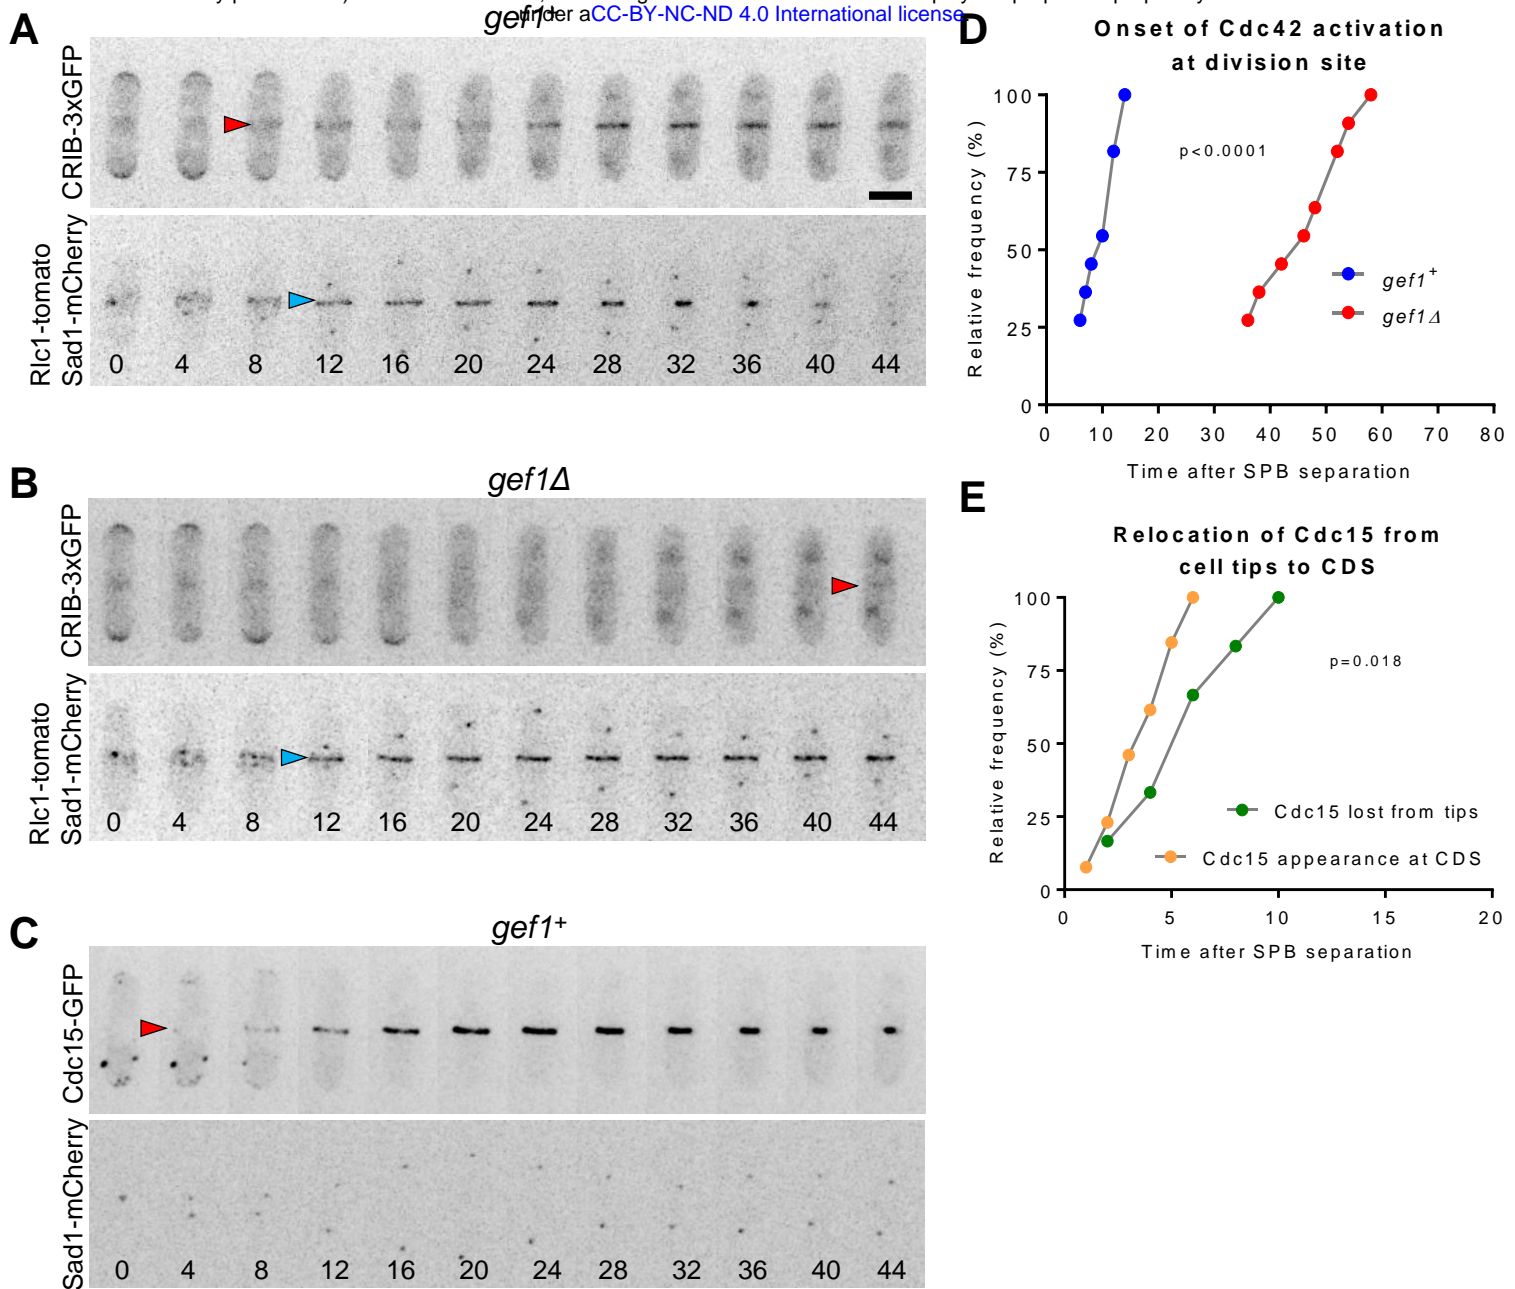 under aCC-BY-NC-ND 4.0 International license.
A
gef1+
CRIB-3xGFP
Rlc1-tomato
Sad1-mCherry
0 4 8 12 16 20 24 28 32 36 40 44
B
gef1Δ
CRIB-3xGFP
Rlc1-tomato
Sad1-mCherry
0 4 8 12 16 20 24 28 32 36 40 44
C
gef1+
Cdc15-GFP
Sad1-mCherry
0 4 8 12 16 20 24 28 32 36 40 44
D
Onset of Cdc42 activation
at division site
Relative frequency (%)
100
75
50
25
0
p<0.0001
gef1+
gef1Δ
0 10 20 30 40 50 60 70 80
Time after SPB separation
E
Relocation of Cdc15 from
cell tips to CDS
Relative frequency (%)
100
75
50
25
0
p=0.018
Cdc15 lost from tips
Cdc15 appearance at CDS
0 5 10 15 20
Time after SPB separation